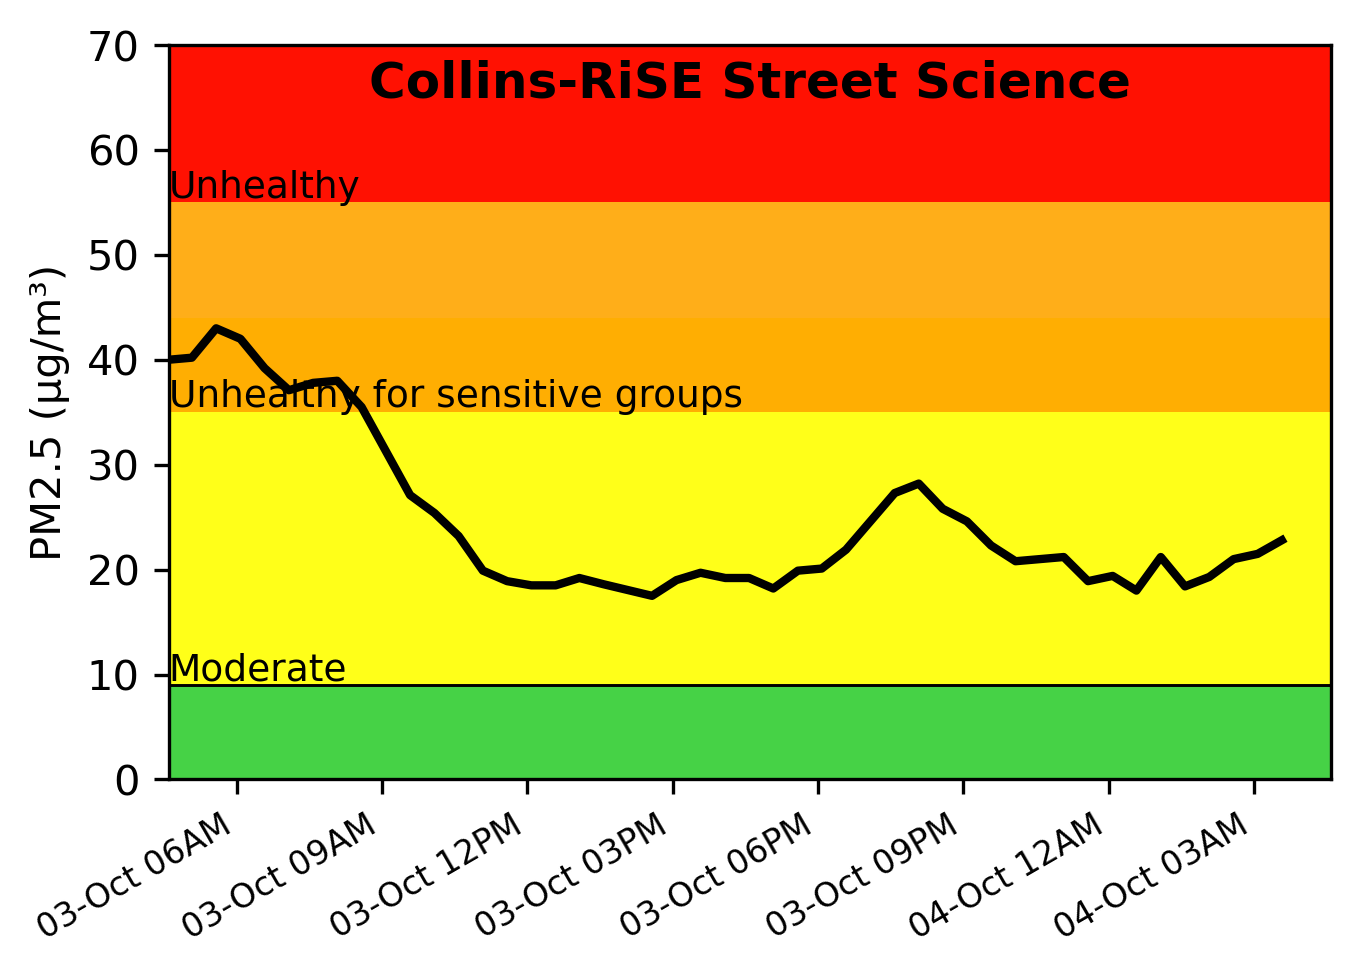 Collins-RiSE Street Science
70
60
50
40
30
20
10
0
PM2.5 (µg/m³)
Unhealthy
Unhealthy for sensitive groups
Moderate
03-Oct 06AM
03-Oct 09AM
03-Oct 12PM
03-Oct 03PM
03-Oct 06PM
03-Oct 09PM
04-Oct 12AM
04-Oct 03AM